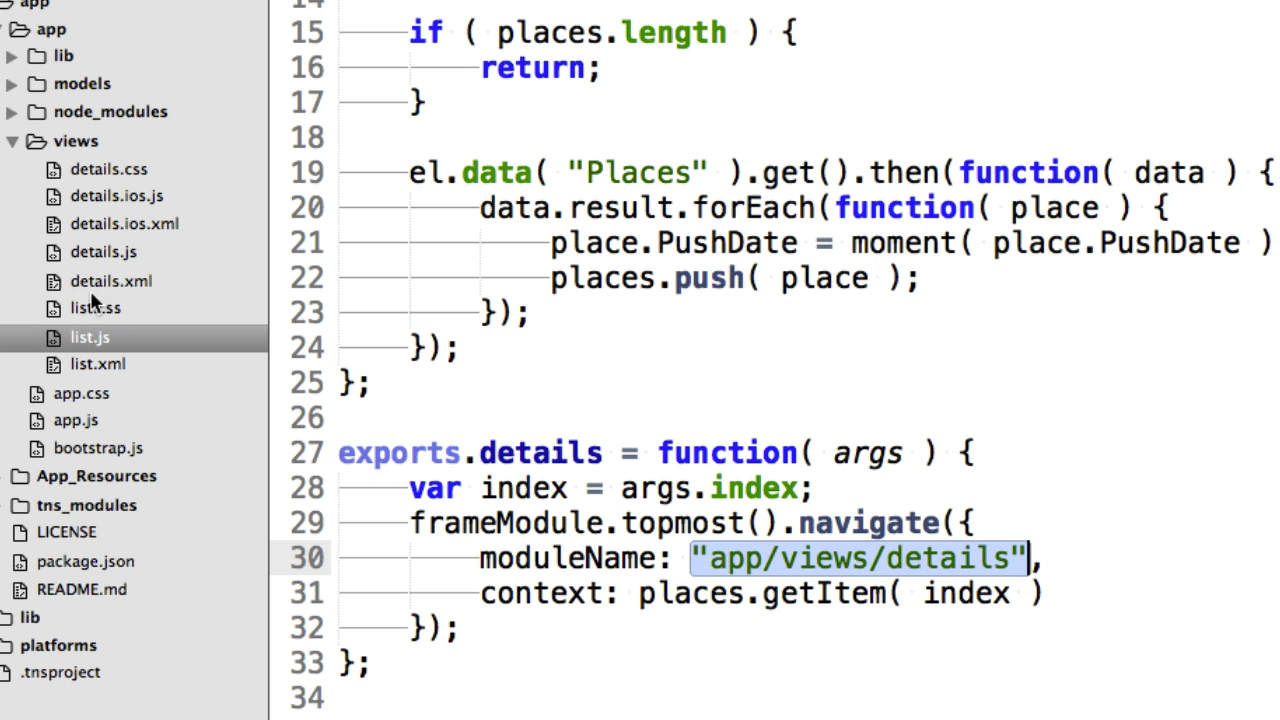 app
app
lib
models
node_modules
views
details.css
details.ios.js
details.ios.xml
details.js
details.xml
list.js
list.xml
app.css
app.js
bootstrap.js
App_Resources
tns_modules
LICENSE
package.json
README.md
lib
platforms
.tnsproject
14
15 if ( places.length ) {
16 return;
17 }
18
19 el.data( "Places" ).get().then(function( data ) {
20 data.result.forEach(function( place ) {
21 place.PushDate = moment( place.PushDate )
22 places.push( place );
23 });
24 });
25 };
26
27 exports.details = function( args ) {
28 var index = args.index;
29 frameModule.topmost().navigate({
30 moduleName: "app/views/details",
31 context: places.getItem( index )
32 });
33 };
34